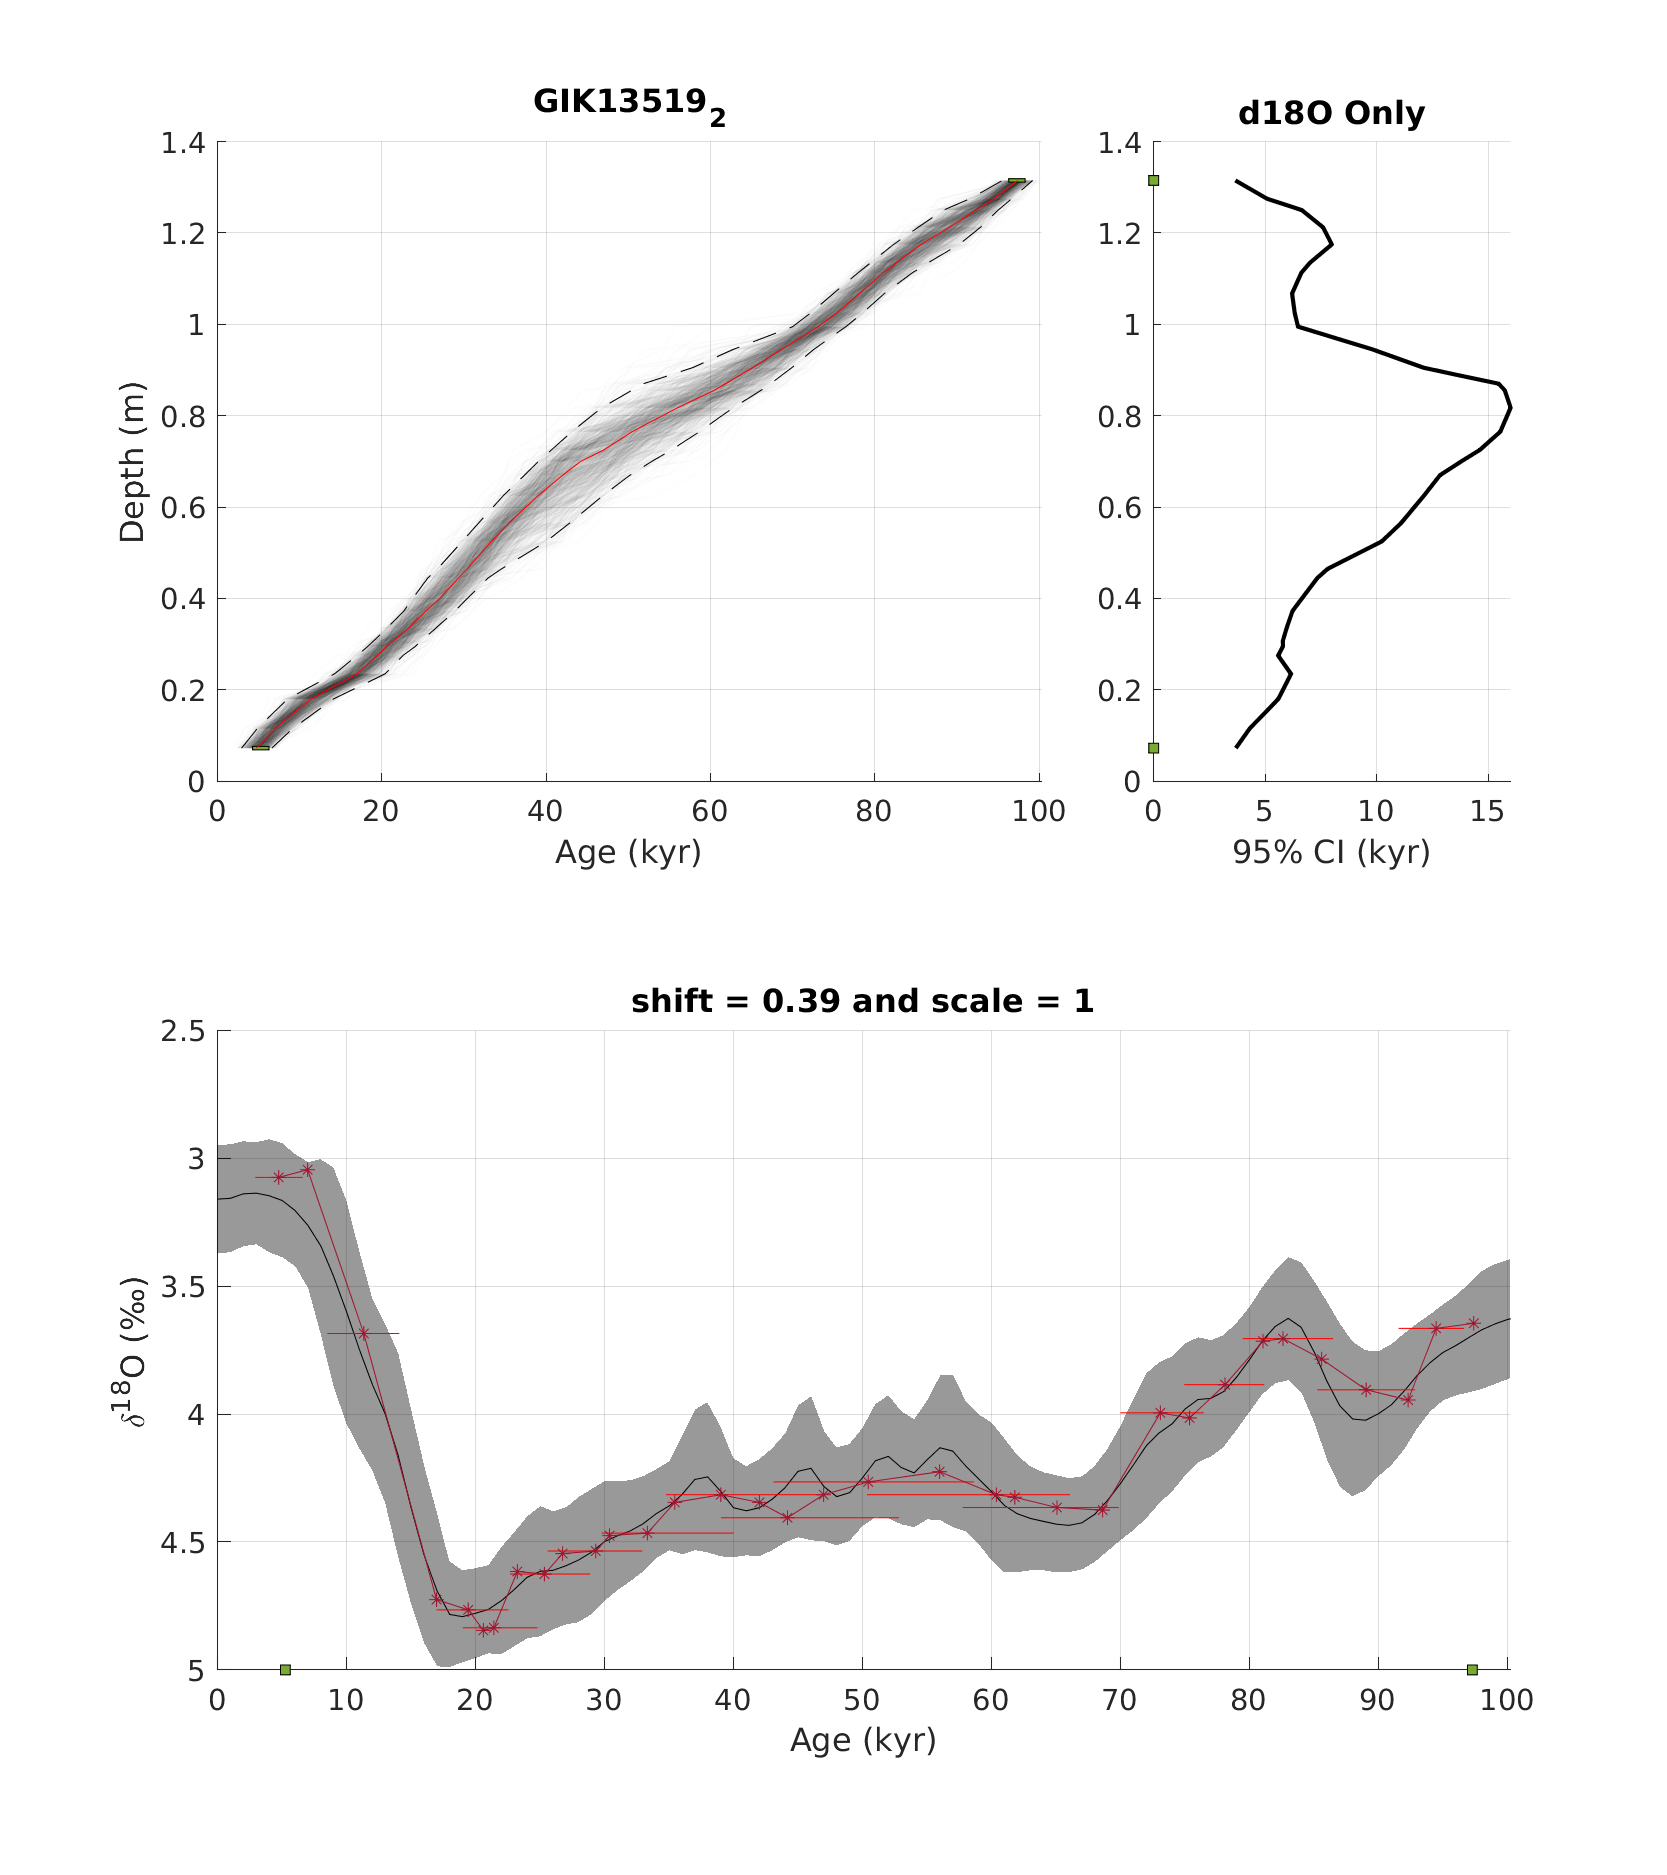 GIK13519₂
d18O Only
1.4
1.2
1
0.8
0.6
0.4
0.2
0
Depth (m)
0 20 40 60 80 100
Age (kyr)
1.4
1.2
1
0.8
0.6
0.4
0.2
0
0 5 10 15
95% CI (kyr)
shift = 0.39 and scale = 1
2.5
3
3.5
4
4.5
5
δ¹⁸O (‰)
0 10 20 30 40 50 60 70 80 90 100
Age (kyr)